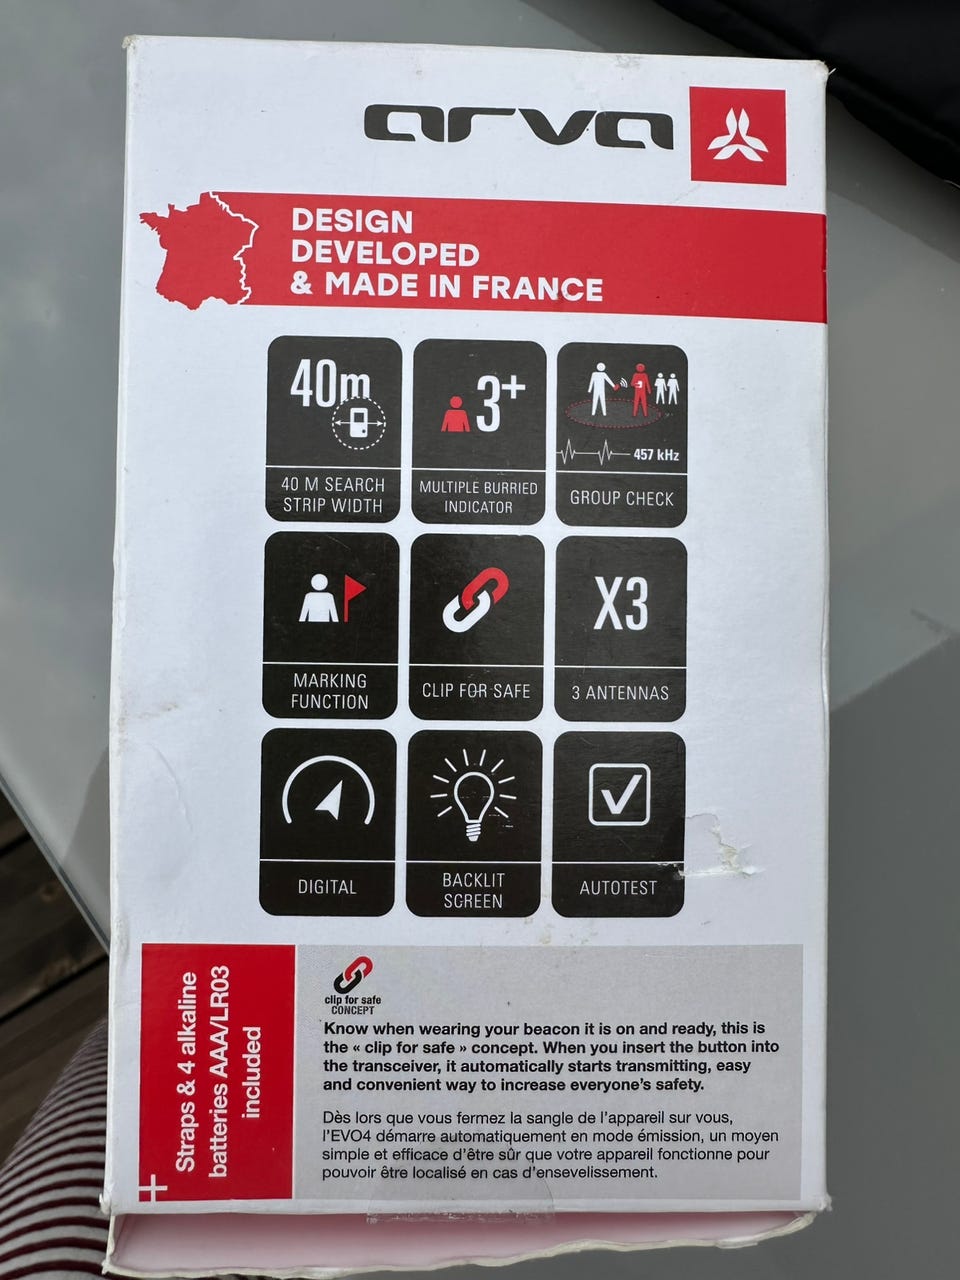 arva
DESIGN
DEVELOPED
& MADE IN FRANCE
40m
40 M SEARCH
STRIP WIDTH
3+
MULTIPLE BURRIED
INDICATOR
457 kHz
GROUP CHECK
MARKING
FUNCTION
CLIP FOR SAFE
X3
3 ANTENNAS
DIGITAL
BACKLIT
SCREEN
AUTOTEST
+
Straps & 4 alkaline
batteries AAA/LR03
included
clip for safe
CONCEPT
Know when wearing your beacon it is on and ready, this is
the « clip for safe » concept. When you insert the button into
the transceiver, it automatically starts transmitting, easy
and convenient way to increase everyone's safety.
Dès lors que vous fermez la sangle de l'appareil sur vous,
l'EVO4 démarre automatiquement en mode émission, un moyen
simple et efficace d'être sûr que votre appareil fonctionne pour
pouvoir être localisé en cas d'ensevelissement.